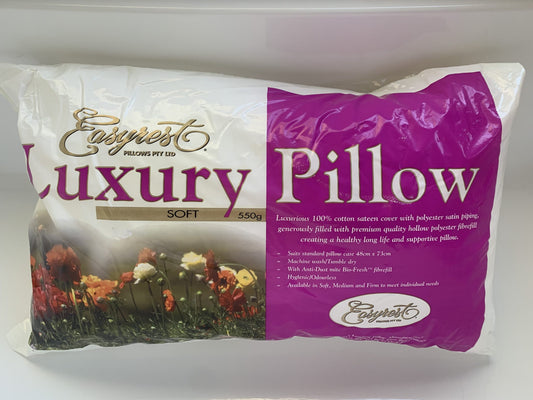 Easyrest
PILLOWS PTY LTD
Luxury Pillow
SOFT 550g
Luxurious 100% cotton sateen cover with polyester satin piping,
generously filled with premium quality hollow polyester fibrefill
creating a healthy long life and supportive pillow.
- Suits standard pillow case 48cm x 73cm
- Machine wash/Tumble dry
- With Anti-Dust mite Bio-Fresh™ fibrefill
- Hygienic/Odourless
- Available in Soft, Medium and Firm to meet individual needs
Easyrest
PILLOWS PTY LTD